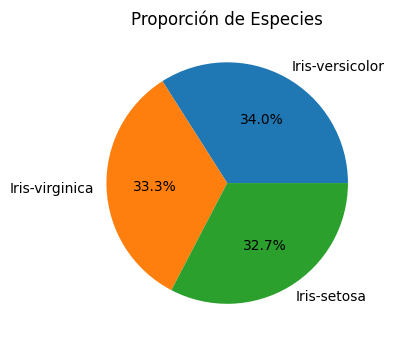 Proporción de Especies
Iris-versicolor
34.0%
Iris-virginica
33.3%
32.7%
Iris-setosa